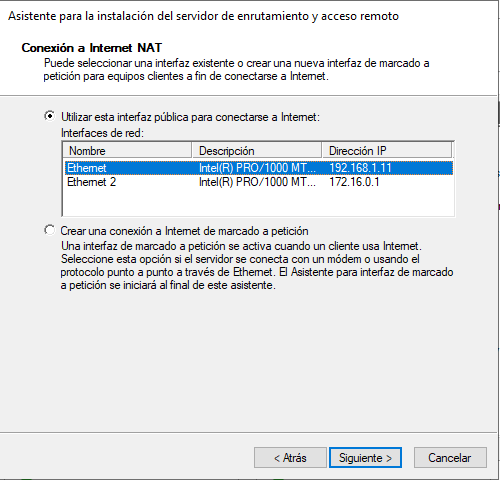 Asistente para la instalación del servidor de enrutamiento y acceso remoto
Conexión a Internet NAT
Puede seleccionar una interfaz existente o crear una nueva interfaz de marcado a
petición para equipos clientes a fin de conectarse a Internet.
Utilizar esta interfaz pública para conectarse a Internet:
Interfaces de red:
Nombre Descripción Dirección IP
Ethernet Intel(R) PRO/1000 MT... 192.168.1.11
Ethernet 2 Intel(R) PRO/1000 MT... 172.16.0.1
Crear una conexión a Internet de marcado a petición
Una interfaz de marcado a petición se activa cuando un cliente usa Internet.
Seleccione esta opción si el servidor se conecta con un módem o usando el
protocolo punto a punto a través de Ethernet. El Asistente para interfaz de marcado
a petición se iniciará al final de este asistente.
< Atrás Siguiente > Cancelar